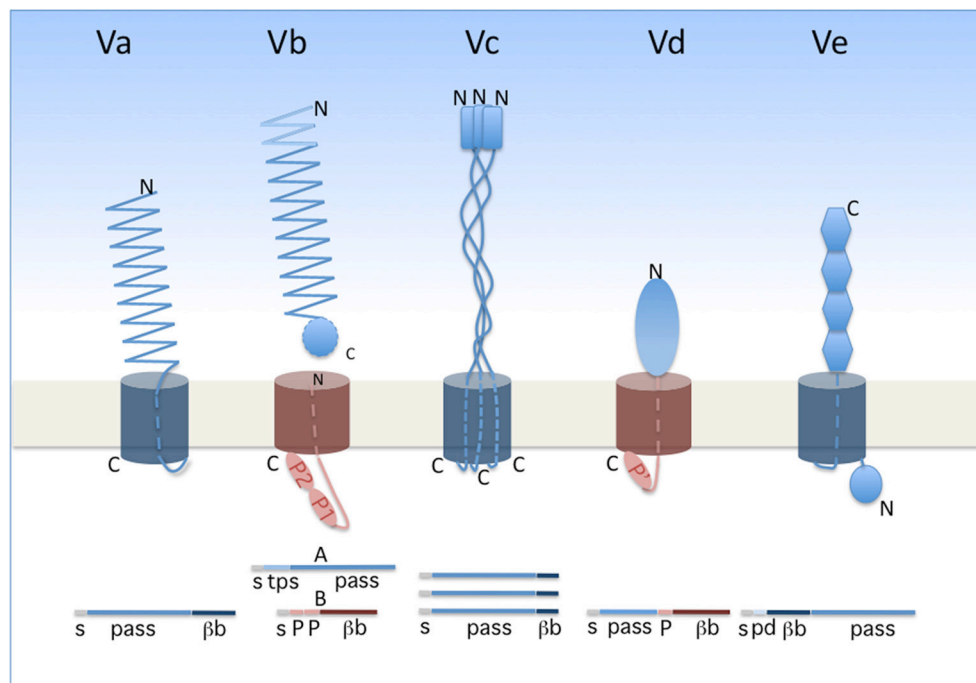 Va Vb Vc Vd Ve
N
N N N
N
N
C
N
C
N
C
C
C
C
C
P2
P1
P'
N
A
s tps pass
B
s pass βb
s P P βb
s pass βb
s pass P βb
s pd βb pass